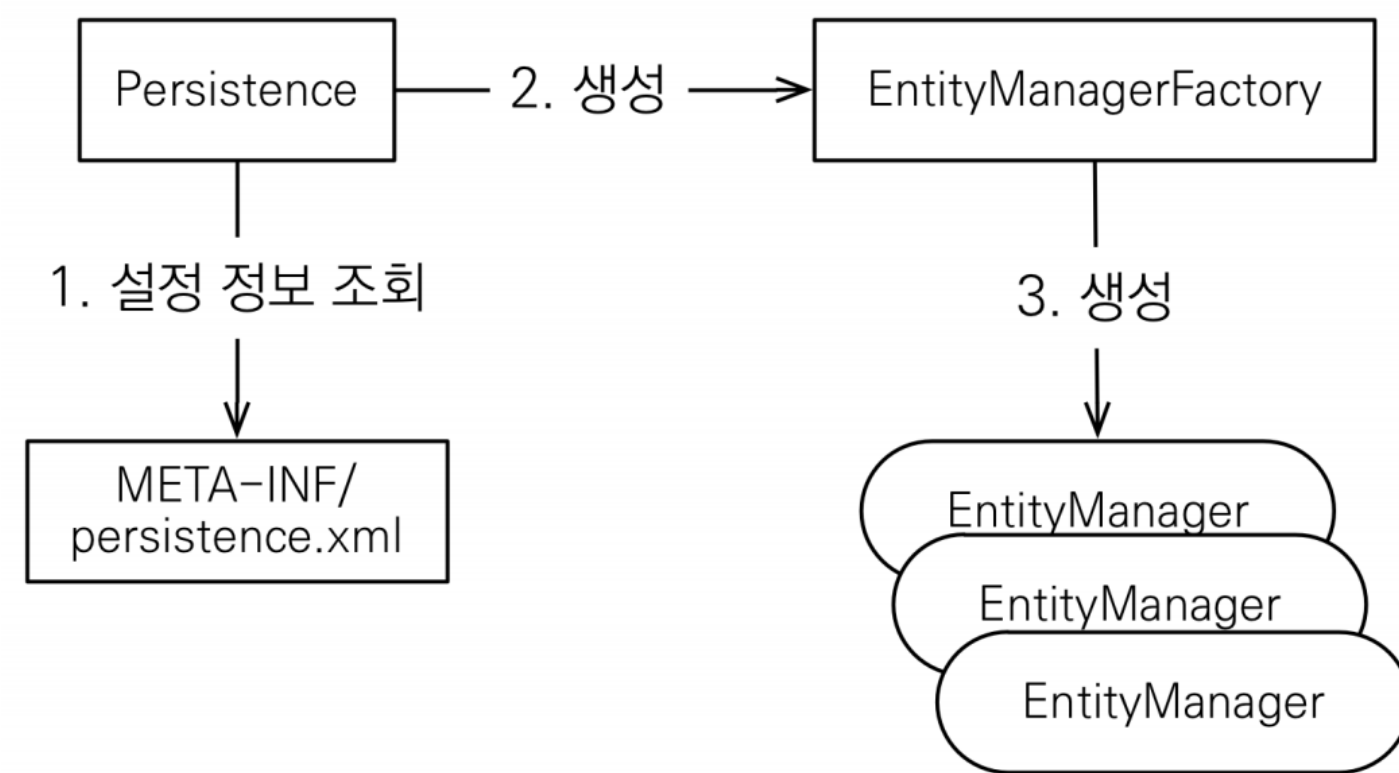 Persistence
2. 생성
EntityManagerFactory
1. 설정 정보 조회
3. 생성
META-INF/
persistence.xml
EntityManager
EntityManager
EntityManager